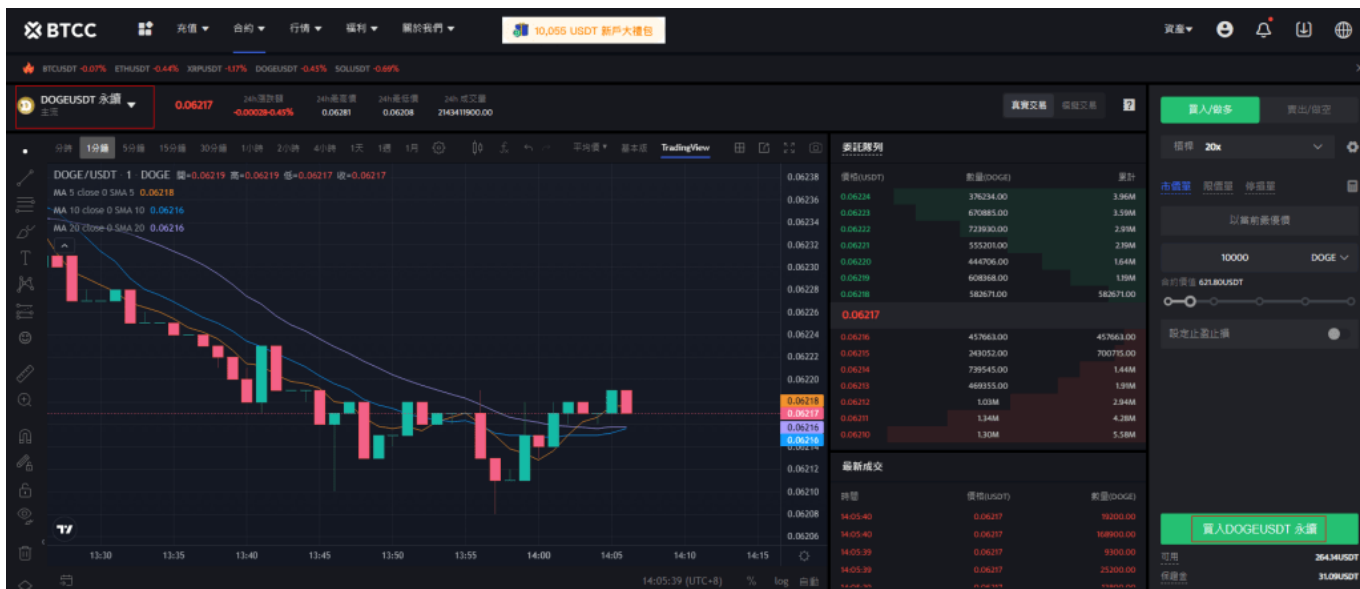 BTCC 充值 合約 行情 福利 關於我們 10,055 USDT 新戶大禮包 資產
BTCUSDT -0.07% ETHUSDT -0.44% XRPUSDT -1.17% DOGEUSDT -0.45% SOLUSDT -0.69%
DOGEUSDT 永續 0.06217 24h漲跌額 24h最高價 24h最低價 24h 成交量 真實交易 模擬交易 ?
-0.00028-0.45% 0.06281 0.06208 2143411900.00
分時 1分鐘 5分鐘 15分鐘 30分鐘 1小時 2小時 4小時 1天 1週 1月 平均價 基本版 TradingView
DOGE/USDT · 1 · DOGE 開=0.06219 高=0.06219 低=0.06217 收=0.06217
MA 5 close 0 SMA 5 0.06218
MA 10 close 0 SMA 10 0.06216
MA 20 close 0 SMA 20 0.06216
0.06238
0.06236
0.06234
0.06232
0.06230
0.06228
0.06226
0.06224
0.06222
0.06220
0.06218
0.06217
0.06216
0.06216
0.06214
0.06212
0.06210
0.06208
0.06206
13:30 13:35 13:40 13:45 13:50 13:55 14:00 14:05 14:10 14:15
14:05:39 (UTC+8) % log 自動
委託隊列
價格(USDT) 數量(DOGE) 累計
0.06224 376234.00 3.96M
0.06223 670885.00 3.59M
0.06222 723930.00 2.91M
0.06221 555201.00 2.19M
0.06220 444706.00 1.64M
0.06219 608368.00 1.19M
0.06218 582671.00 582671.00
0.06217
0.06216 457663.00 457663.00
0.06215 243052.00 700715.00
0.06214 739545.00 1.44M
0.06213 469355.00 1.91M
0.06212 1.03M 2.94M
0.06211 1.34M 4.28M
0.06210 1.30M 5.58M
最新成交
時間 價格(USDT) 數量(DOGE)
14:05:40 0.06217 19200.00
14:05:40 0.06217 168900.00
14:05:39 0.06217 9300.00
14:05:39 0.06217 25200.00
買入/做多 賣出/做空
槓桿 20x
市價單 限價單 停損單
以當前最優價
10000 DOGE
合約價值 621.80USDT
設定止盈止損
買入DOGEUSDT 永續
可用 264.14USDT
保證金 31.09USDT